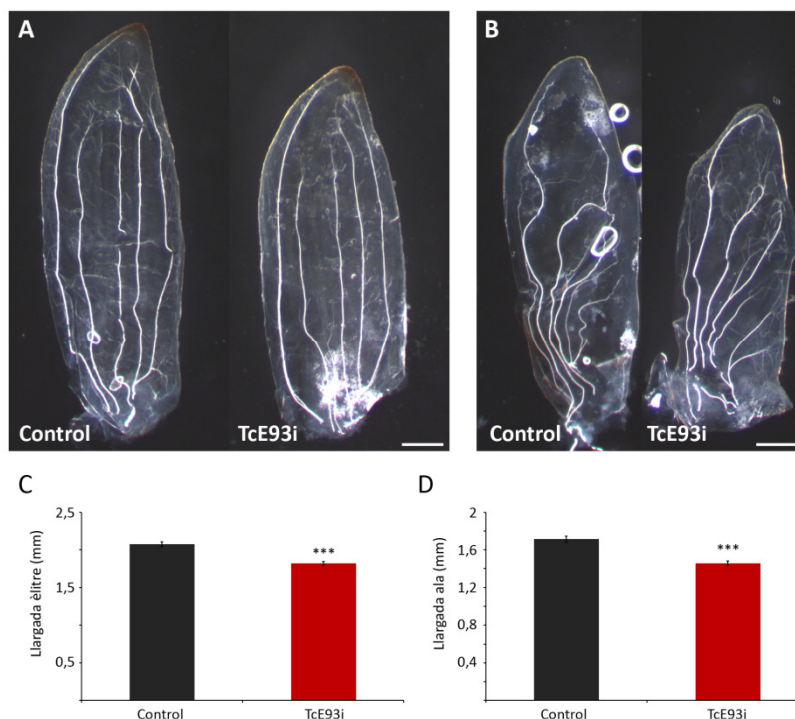 A
B
Control
TcE93i
Control
TcE93i
C
D
Llargada èlitre (mm)
2,5
1,5
0,5
***
Control
TcE93i
Llargada ala (mm)
2
1,6
1,2
0,8
0,4
***
Control
TcE93i